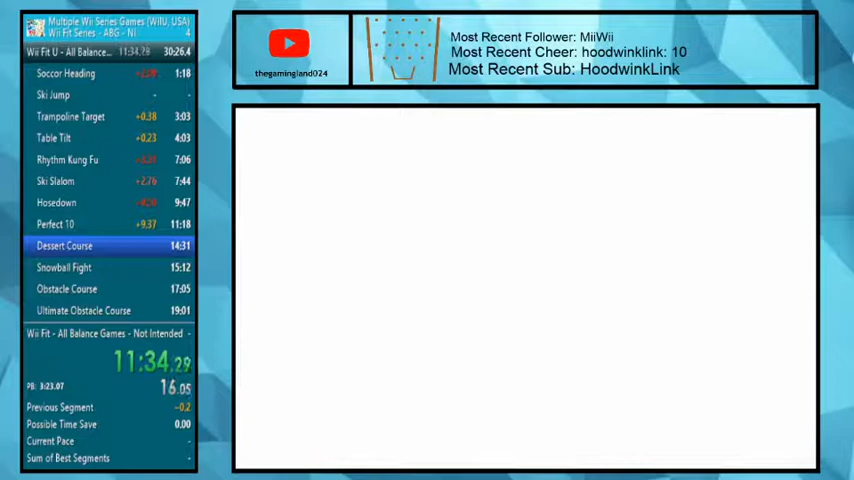 Multiple Wii Series Games (WIIU, USA)
Wii Fit Series - ABG - NI 4
Wii Fit U - All Balance... 11:34.28 30:26.4
Soccor Heading 1:18
Ski Jump - -
Trampoline Target +0.38 3:03
Table Tilt +0.23 4:03
Rhythm Kung Fu 7:06
Ski Slalom +2.76 7:44
Hosedown 9:47
Perfect 10 +9.37 11:18
Dessert Course 14:31
Snowball Fight 15:12
Obstacle Course 17:05
Ultimate Obstacle Course 19:01
Wii Fit - All Balance Games - Not Intended -
11:34.29
PB: 3:23.07 16.05
Previous Segment -0.2
Possible Time Save 0.00
Current Pace -
Sum of Best Segments -
thegamingland024
Most Recent Follower: MiiWii
Most Recent Cheer: hoodwinklink: 10
Most Recent Sub: HoodwinkLink